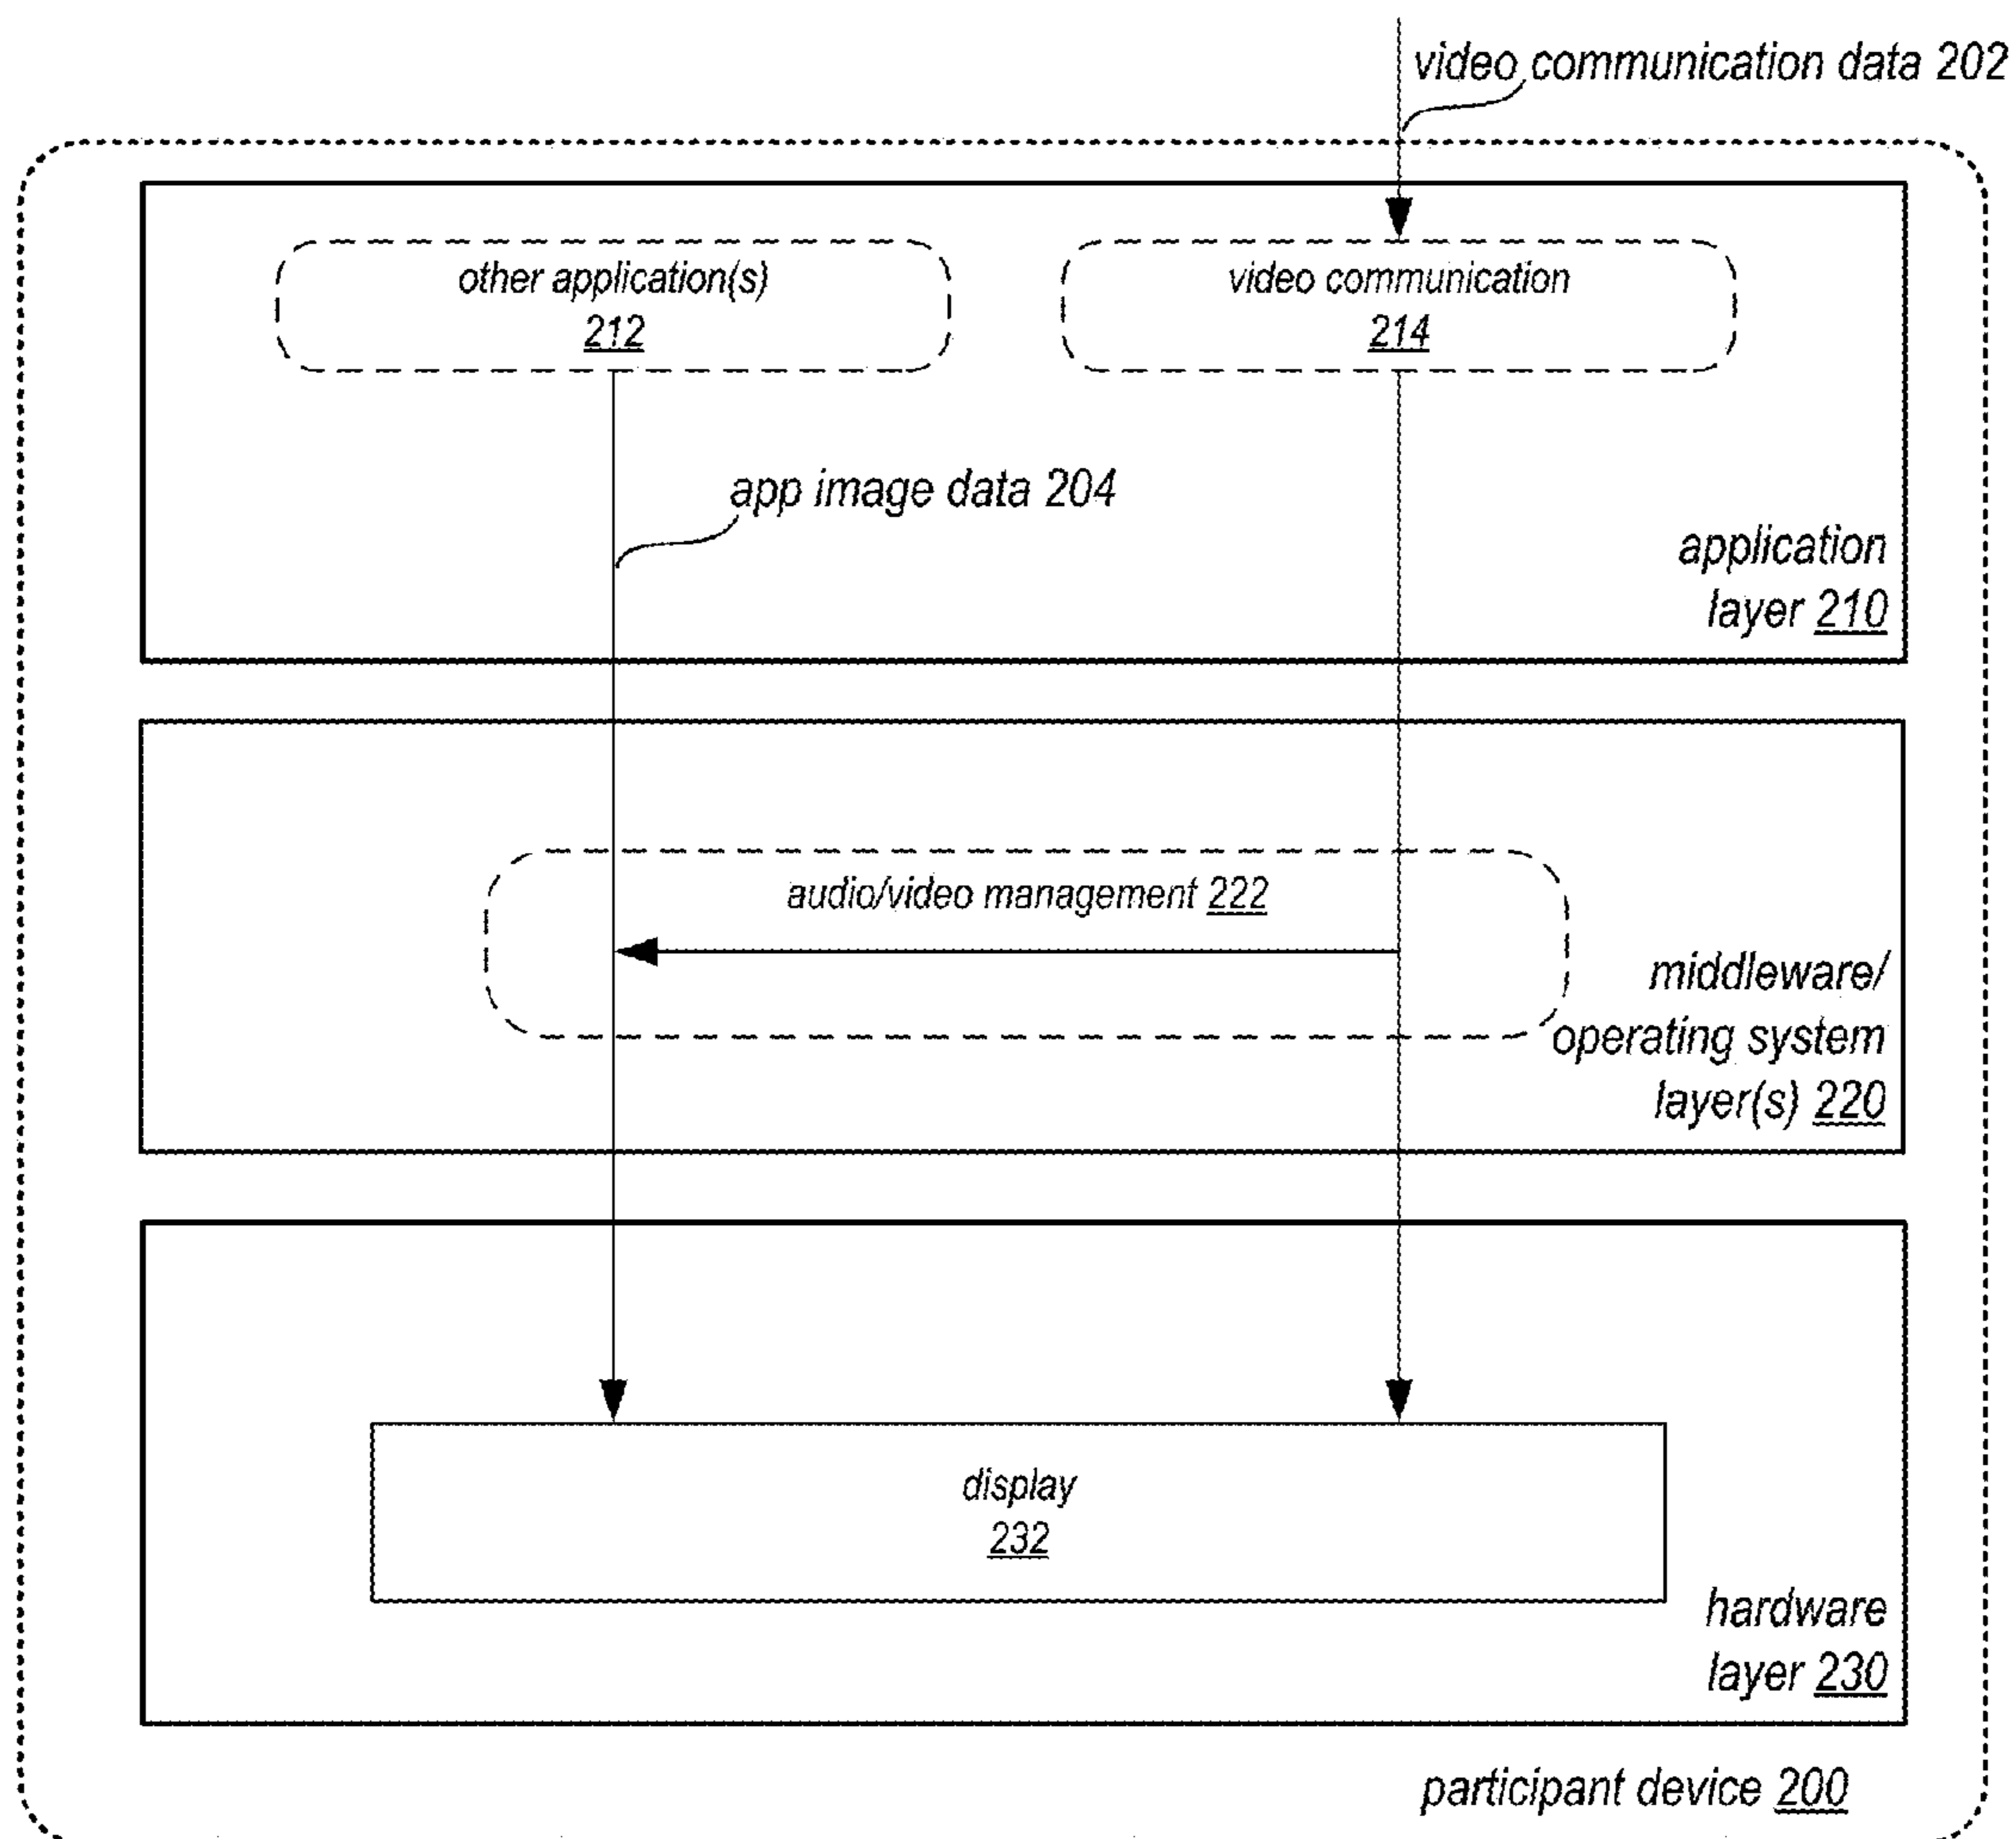 video communication data 202
other application(s)
212
video communication
214
app image data 204
application
layer 210
audio/video management 222
middleware/
operating system
layer(s) 220
display
232
hardware
layer 230
participant device 200